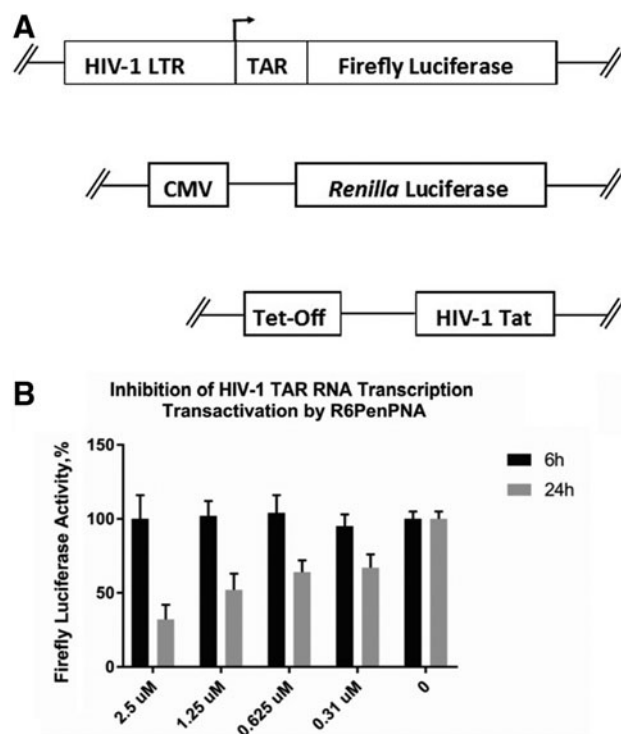 A
HIV-1 LTR TAR Firefly Luciferase
CMV Renilla Luciferase
Tet-Off HIV-1 Tat
B
Inhibition of HIV-1 TAR RNA Transcription
Transactivation by R6PenPNA
Firefly Luciferase Activity,%
150
100
50
0
6h
24h
2.5 uM
1.25 uM
0.625 uM
0.31 uM
0